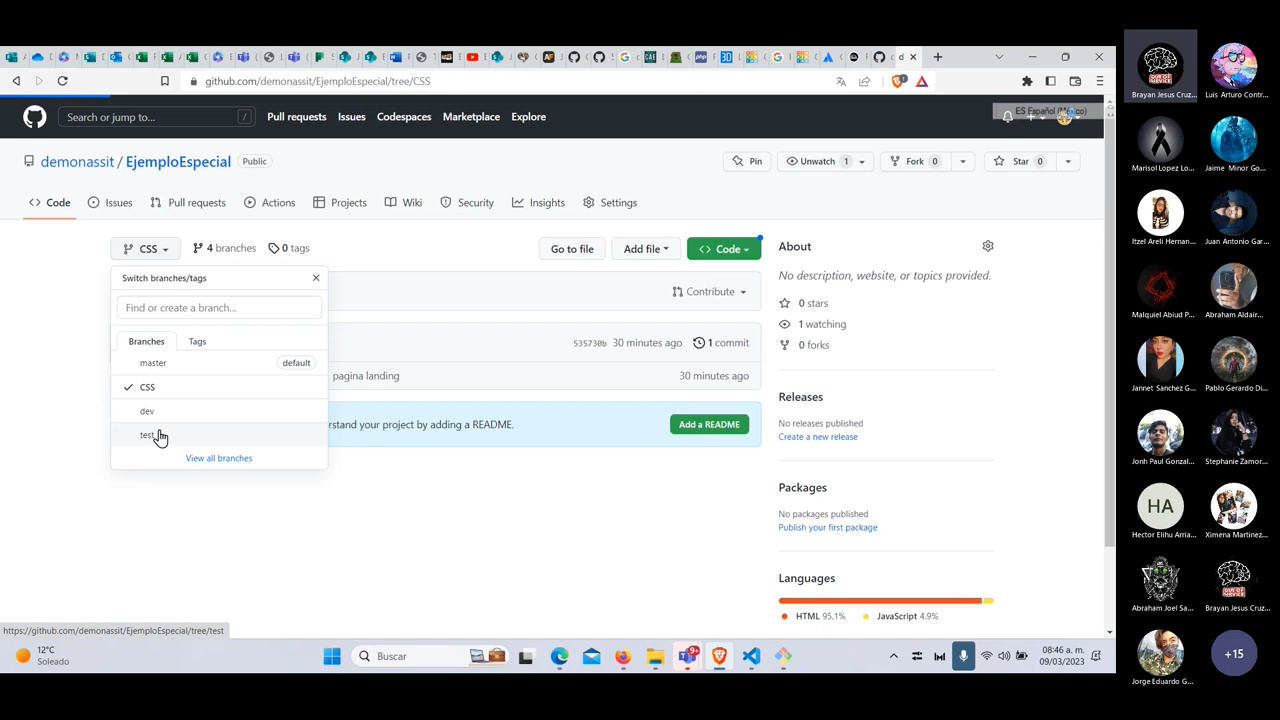 github.com/demonassit/EjemploEspecial/tree/CSS
Search or jump to...
/
Pull requests
Issues
Codespaces
Marketplace
Explore
ES Español (México)
demonassit / EjemploEspecial
Public
Pin
Unwatch 1
Fork 0
Star 0
<> Code
Issues
Pull requests
Actions
Projects
Wiki
Security
Insights
Settings
CSS
4 branches
0 tags
Go to file
Add file
<> Code
Switch branches/tags
Find or create a branch...
Branches
Tags
master
default
CSS
dev
test
View all branches
Contribute
535730b 30 minutes ago
1 commit
pagina landing
30 minutes ago
rstand your project by adding a README.
Add a README
About
No description, website, or topics provided.
0 stars
1 watching
0 forks
Releases
No releases published
Create a new release
Packages
No packages published
Publish your first package
Languages
HTML 95.1%
JavaScript 4.9%
https://github.com/demonassit/EjemploEspecial/tree/test
12°C
Soleado
Buscar
9+
08:46 a. m.
09/03/2023
Brayan Jesus Cruz...
Luis Arturo Contr...
Marisol Lopez Lo...
Jaime Minor Go...
Itzel Areli Hernan...
Juan Antonio Gar...
Malquiel Abiud P...
Abraham Aldair...
Jannet Sanchez G...
Pablo Gerardo Di...
Jonh Paul Gonzal...
Stephanie Zamor...
HA
Hector Elihu Arria...
Ximena Martinez...
Abraham Joel Sa...
Brayan Jesus Cruz...
Jorge Eduardo G...
+15